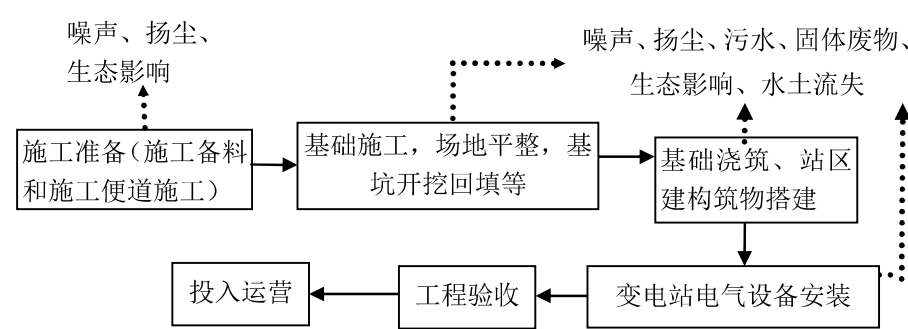 噪声、扬尘、
生态影响
噪声、扬尘、污水、固体废物、
生态影响、水土流失
施工准备（施工备料
和施工便道施工）
基础施工，场地平整，基
坑开挖回填等
基础浇筑、站区
建构筑物搭建
变电站电气设备安装
工程验收
投入运营